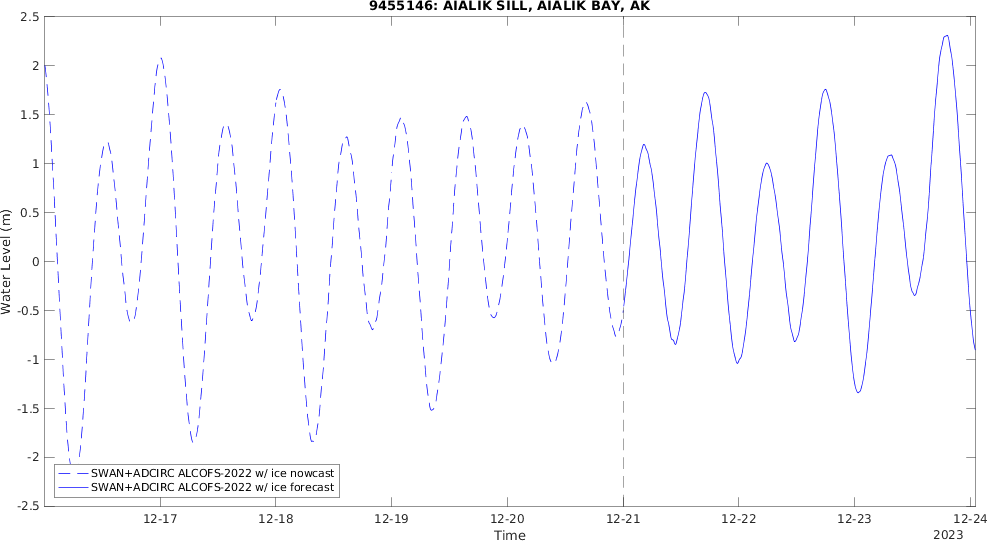 9455146: AIALIK SILL, AIALIK BAY, AK
Water Level (m)
2.5
2
1.5
1
0.5
0
-0.5
-1
-1.5
-2
-2.5
SWAN+ADCIRC ALCOFS-2022 w/ ice nowcast
SWAN+ADCIRC ALCOFS-2022 w/ ice forecast
12-17 12-18 12-19 12-20 12-21 12-22 12-23 12-24
Time
2023